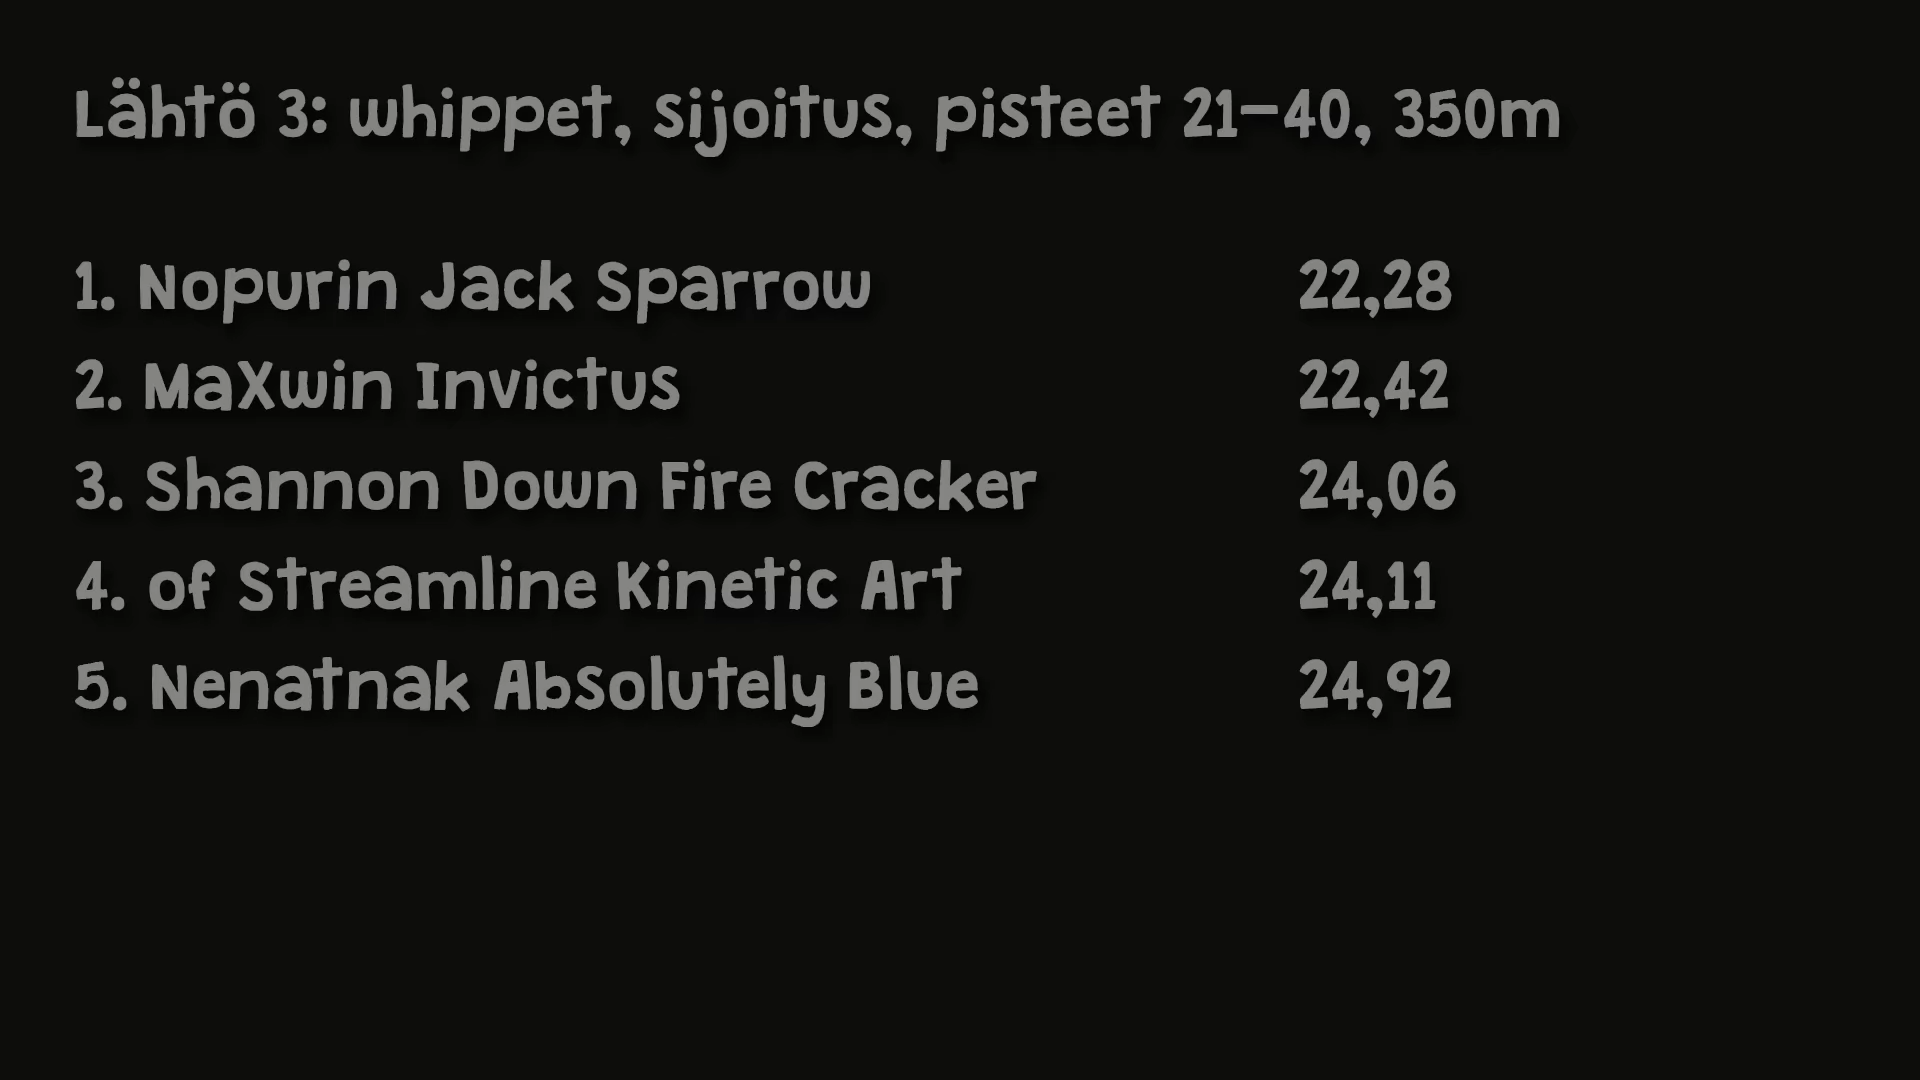 Lähtö 3: whippet, sijoitus, pisteet 21–40, 350m
1. Nopurin Jack Sparrow 22,28
2. MaXwin Invictus 22,42
3. Shannon Down Fire Cracker 24,06
4. of Streamline Kinetic Art 24,11
5. Nenatnak Absolutely Blue 24,92